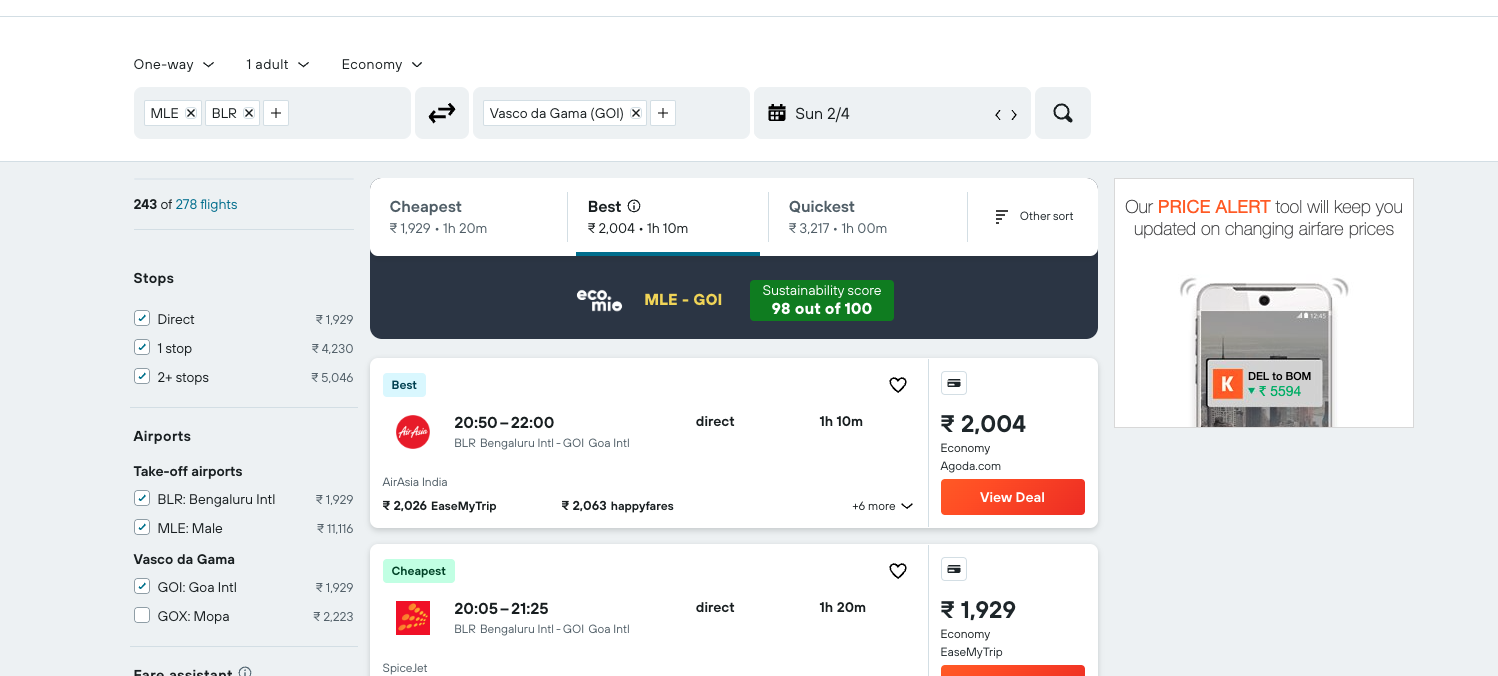 One-way 1 adult Economy
MLE BLR + Vasco da Gama (GOI) + Sun 2/4
243 of 278 flights
Stops
Direct ₹ 1,929
1 stop ₹ 4,230
2+ stops ₹ 5,046
Airports
Take-off airports
BLR: Bengaluru Intl ₹ 1,929
MLE: Male ₹ 11,116
Vasco da Gama
GOI: Goa Intl ₹ 1,929
GOX: Mopa ₹ 2,223
Fare assistant
Cheapest
₹ 1,929 • 1h 20m
Best
₹ 2,004 • 1h 10m
Quickest
₹ 3,217 • 1h 00m
Other sort
eco.mio
MLE - GOI
Sustainability score
98 out of 100
Best
AirAsia
20:50 – 22:00 direct 1h 10m
BLR Bengaluru Intl - GOI Goa Intl
AirAsia India
₹ 2,026 EaseMyTrip ₹ 2,063 happyfares +6 more
₹ 2,004
Economy
Agoda.com
View Deal
Cheapest
20:05 – 21:25 direct 1h 20m
BLR Bengaluru Intl - GOI Goa Intl
SpiceJet
₹ 1,929
Economy
EaseMyTrip
Our PRICE ALERT tool will keep you
updated on changing airfare prices
12:45
K
DEL to BOM
₹ 5594